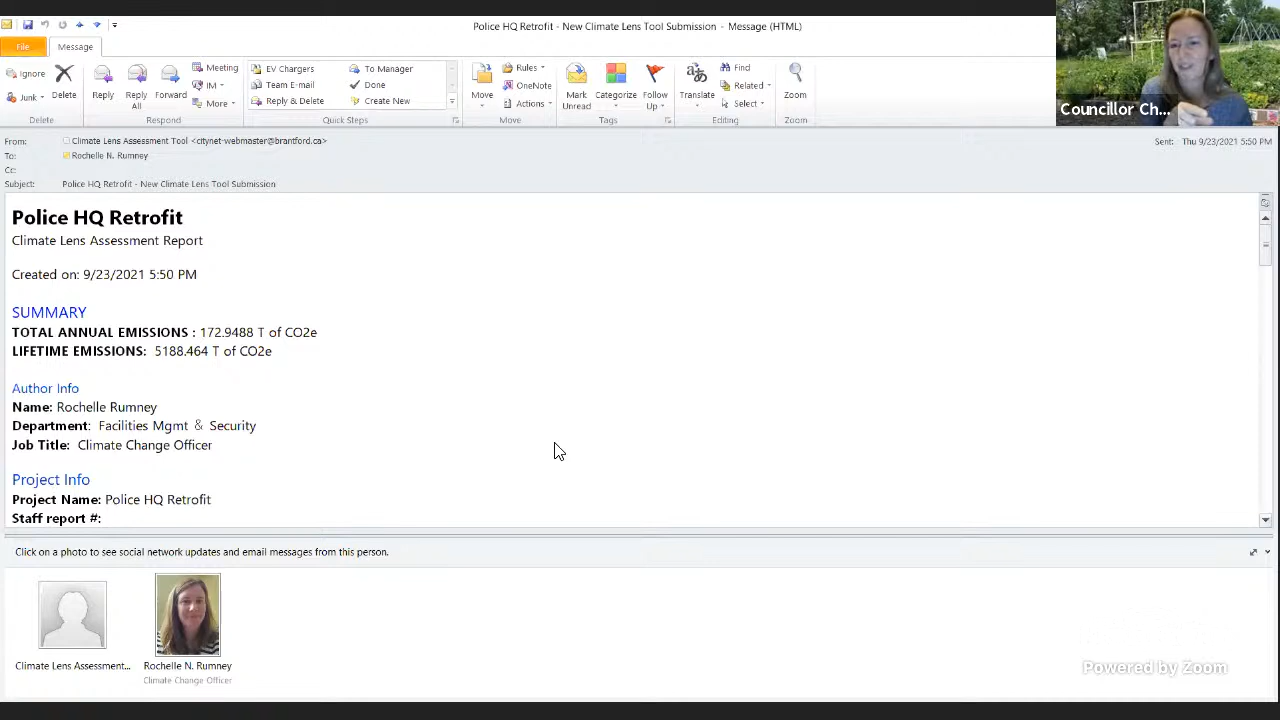 Police HQ Retrofit - New Climate Lens Tool Submission - Message (HTML)
File Message
Ignore
Junk
Delete
Delete
Reply
Reply All
Forward
Meeting
IM
More
Respond
EV Chargers
Team E-mail
Reply & Delete
To Manager
Done
Create New
Quick Steps
Move
Rules
OneNote
Actions
Move
Mark Unread
Categorize
Follow Up
Tags
Translate
Find
Related
Select
Editing
Zoom
Zoom
Councillor Ch...
From: Climate Lens Assessment Tool <citynet-webmaster@brantford.ca>
Sent: Thu 9/23/2021 5:50 PM
To: Rochelle N. Rumney
Cc:
Subject: Police HQ Retrofit - New Climate Lens Tool Submission
Police HQ Retrofit
Climate Lens Assessment Report
Created on: 9/23/2021 5:50 PM
SUMMARY
TOTAL ANNUAL EMISSIONS : 172.9488 T of CO2e
LIFETIME EMISSIONS: 5188.464 T of CO2e
Author Info
Name: Rochelle Rumney
Department: Facilities Mgmt & Security
Job Title: Climate Change Officer
Project Info
Project Name: Police HQ Retrofit
Staff report #:
Click on a photo to see social network updates and email messages from this person.
Climate Lens Assessment...
Rochelle N. Rumney
Climate Change Officer
Powered by Zoom